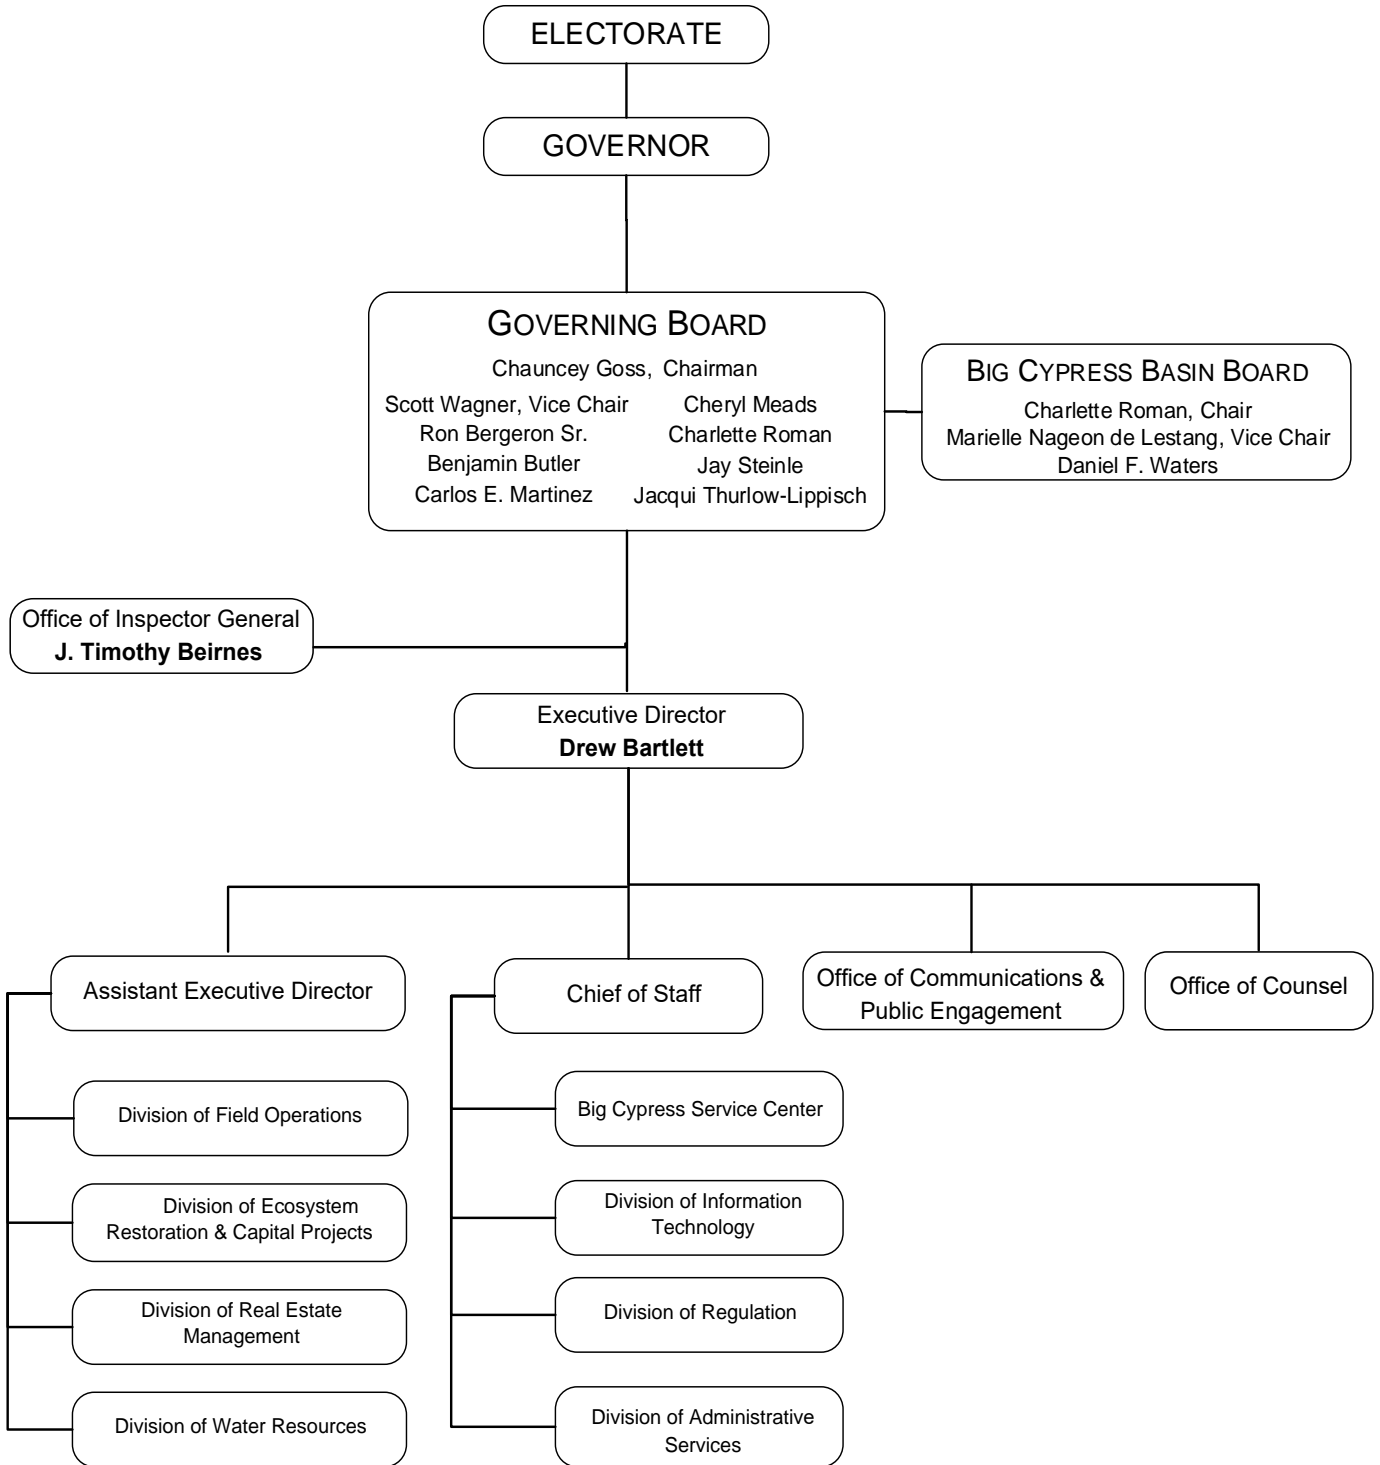 ELECTORATE
GOVERNOR
GOVERNING BOARD
Chauncey Goss, Chairman
Scott Wagner, Vice Chair
Ron Bergeron Sr.
Benjamin Butler
Carlos E. Martinez
Cheryl Meads
Charlette Roman
Jay Steinle
Jacqui Thurlow-Lippisch
BIG CYPRESS BASIN BOARD
Charlette Roman, Chair
Marielle Nageon de Lestang, Vice Chair
Daniel F. Waters
Office of Inspector General
J. Timothy Beirnes
Executive Director
Drew Bartlett
Assistant Executive Director
Division of Field Operations
Division of Ecosystem
Restoration & Capital Projects
Division of Real Estate
Management
Division of Water Resources
Chief of Staff
Big Cypress Service Center
Division of Information
Technology
Division of Regulation
Division of Administrative
Services
Office of Communications &
Public Engagement
Office of Counsel